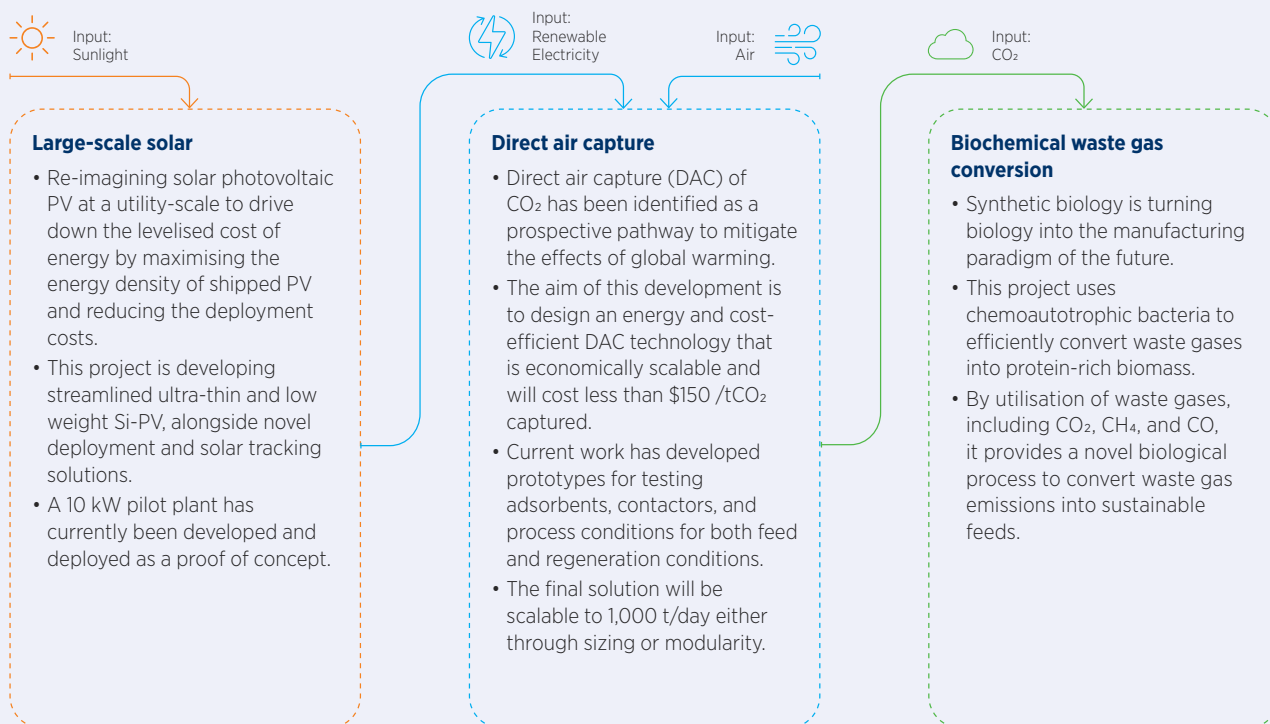 Input:
Sunlight
Large-scale solar
• Re-imagining solar photovoltaic
PV at a utility-scale to drive
down the levelised cost of
energy by maximising the
energy density of shipped PV
and reducing the deployment
costs.
• This project is developing
streamlined ultra-thin and low
weight Si-PV, alongside novel
deployment and solar tracking
solutions.
• A 10 kW pilot plant has
currently been developed and
deployed as a proof of concept.
Input:
Renewable
Electricity
Input:
Air
Direct air capture
• Direct air capture (DAC) of
CO₂ has been identified as a
prospective pathway to mitigate
the effects of global warming.
• The aim of this development is
to design an energy and cost-
efficient DAC technology that
is economically scalable and
will cost less than $150 /tCO₂
captured.
• Current work has developed
prototypes for testing
adsorbents, contactors, and
process conditions for both feed
and regeneration conditions.
• The final solution will be
scalable to 1,000 t/day either
through sizing or modularity.
Input:
CO₂
Biochemical waste gas
conversion
• Synthetic biology is turning
biology into the manufacturing
paradigm of the future.
• This project uses
chemoautotrophic bacteria to
efficiently convert waste gases
into protein-rich biomass.
• By utilisation of waste gases,
including CO₂, CH₄, and CO,
it provides a novel biological
process to convert waste gas
emissions into sustainable
feeds.